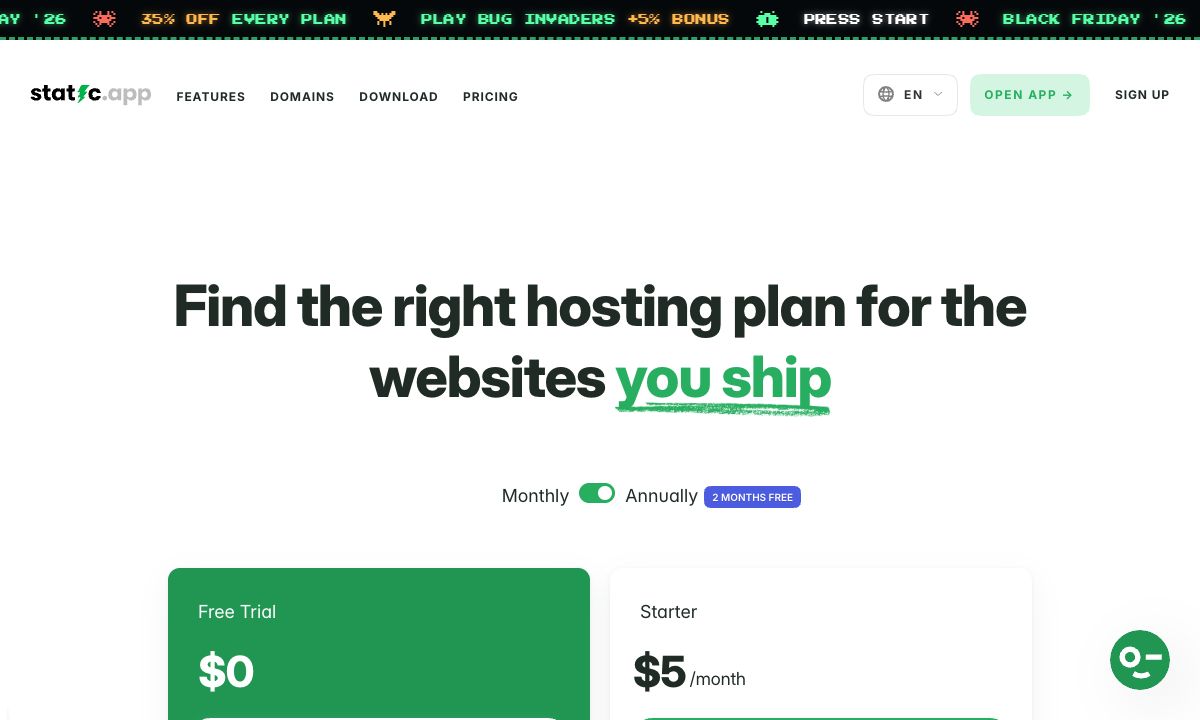 AY '26 35% OFF EVERY PLAN PLAY BUG INVADERS +5% BONUS PRESS START BLACK FRIDAY '26
static.app FEATURES DOMAINS DOWNLOAD PRICING EN OPEN APP → SIGN UP
Find the right hosting plan for the
websites you ship
Monthly Annually 2 MONTHS FREE
Free Trial
$0
Starter
$5 /month